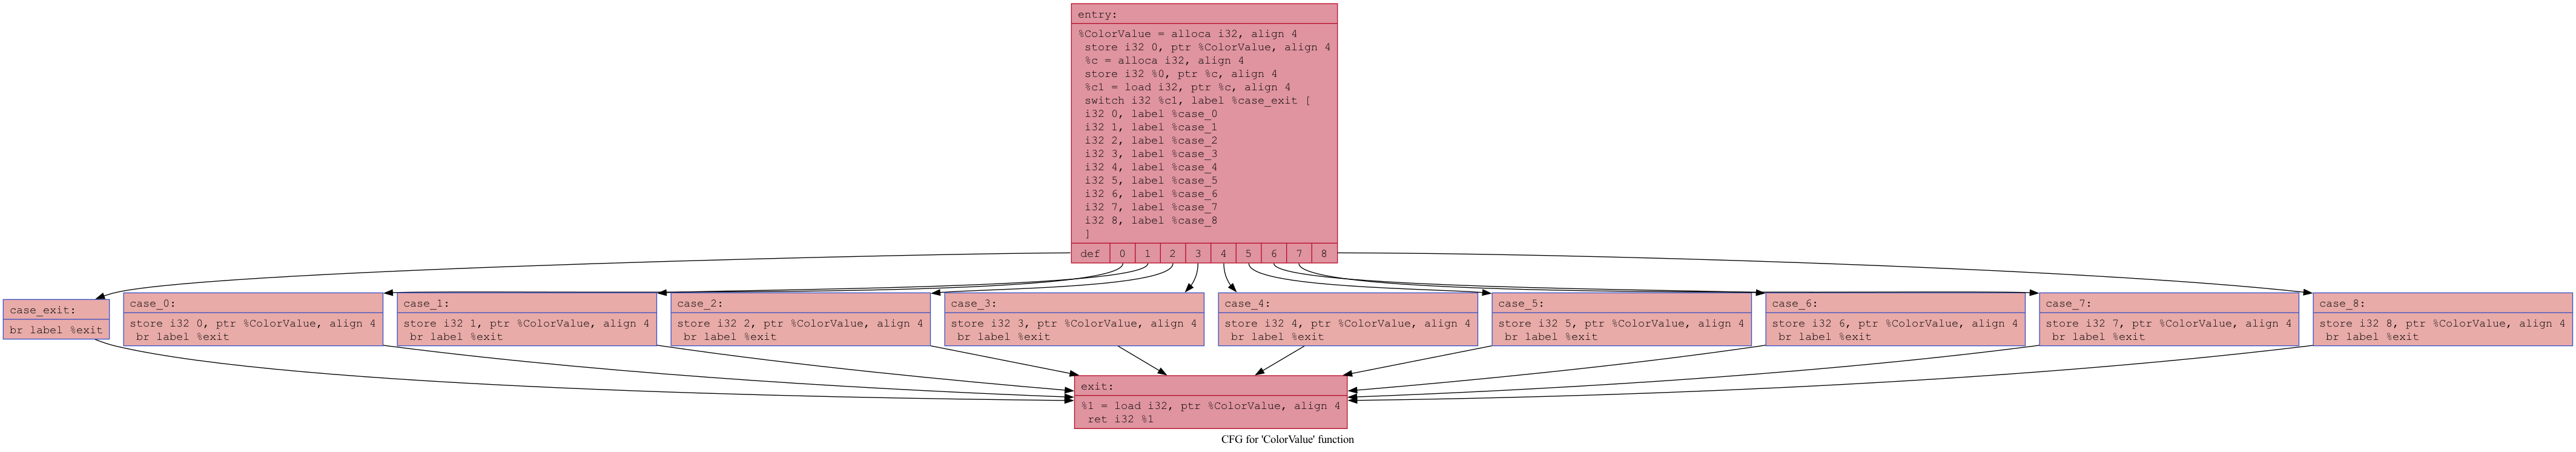 entry:
%ColorValue = alloca i32, align 4
store i32 0, ptr %ColorValue, align 4
%c = alloca i32, align 4
store i32 %0, ptr %c, align 4
%c1 = load i32, ptr %c, align 4
switch i32 %c1, label %case_exit [
i32 0, label %case_0
i32 1, label %case_1
i32 2, label %case_2
i32 3, label %case_3
i32 4, label %case_4
i32 5, label %case_5
i32 6, label %case_6
i32 7, label %case_7
i32 8, label %case_8
]
def 0 1 2 3 4 5 6 7 8
case_exit:
br label %exit
case_0:
store i32 0, ptr %ColorValue, align 4
br label %exit
case_1:
store i32 1, ptr %ColorValue, align 4
br label %exit
case_2:
store i32 2, ptr %ColorValue, align 4
br label %exit
case_3:
store i32 3, ptr %ColorValue, align 4
br label %exit
case_4:
store i32 4, ptr %ColorValue, align 4
br label %exit
case_5:
store i32 5, ptr %ColorValue, align 4
br label %exit
case_6:
store i32 6, ptr %ColorValue, align 4
br label %exit
case_7:
store i32 7, ptr %ColorValue, align 4
br label %exit
case_8:
store i32 8, ptr %ColorValue, align 4
br label %exit
exit:
%1 = load i32, ptr %ColorValue, align 4
ret i32 %1
CFG for 'ColorValue' function